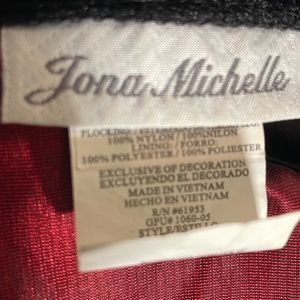 Jona Michelle
100% NYLON / 100%NILON
LINING / FORRO:
100% POLYESTER / 100% POLIESTER
EXCLUSIVE OF DECORATION
EXCLUYENDO EL DECORADO
MADE IN VIETNAM
HECHO EN VIETNAM
R/N #61953
GPU# 1060-05
STYLE/ESTILO